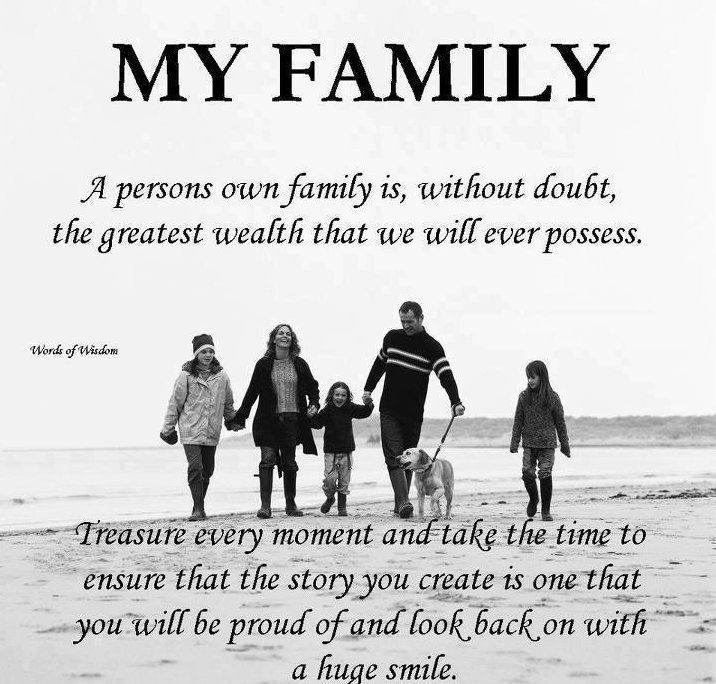 MY FAMILY
A persons own family is, without doubt,
the greatest wealth that we will ever possess.
Words of Wisdom
Treasure every moment and take the time to
ensure that the story you create is one that
you will be proud of and look back on with
a huge smile.